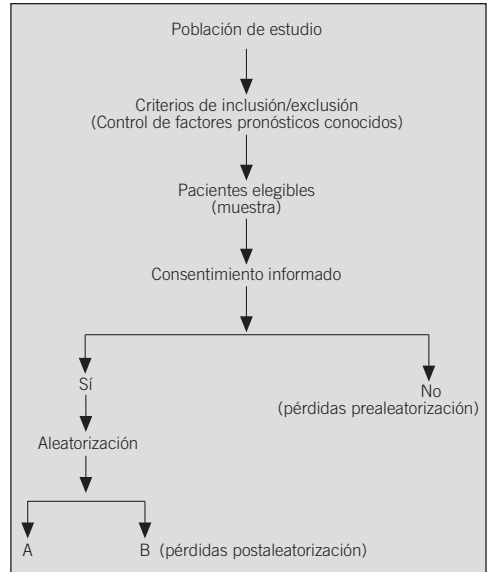 Población de estudio
Criterios de inclusión/exclusión
(Control de factores pronósticos conocidos)
Pacientes elegibles
(muestra)
Consentimiento informado
Sí
No
(pérdidas prealeatorización)
Aleatorización
A
B (pérdidas postaleatorización)